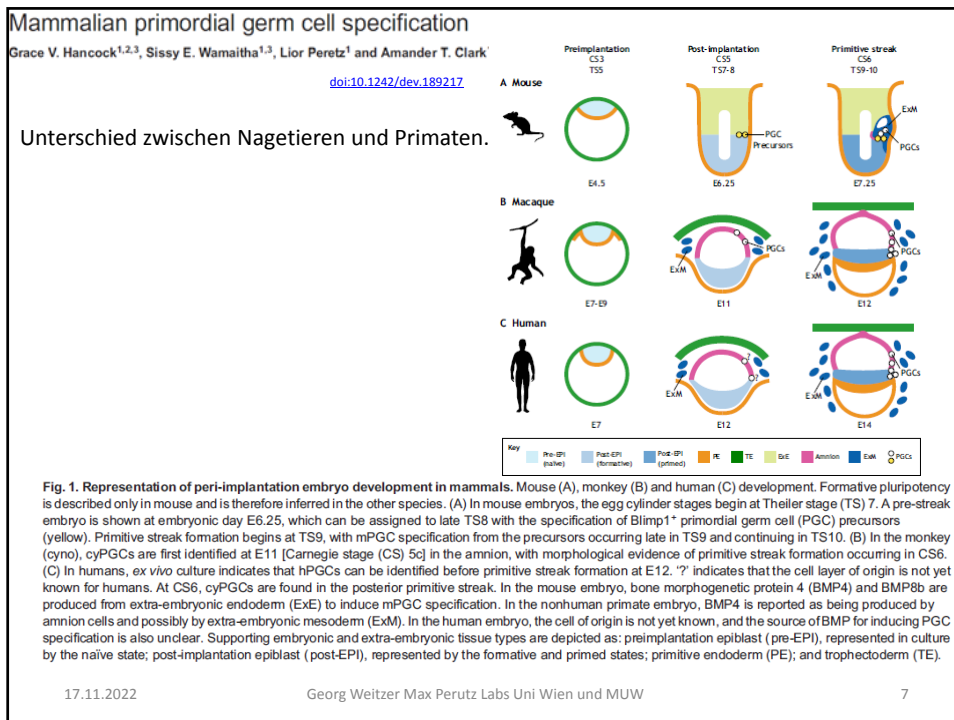 Mammalian primordial germ cell specification
Grace V. Hancock1,2,3, Sissy E. Wamaitha1,3, Lior Peretz1 and Amander T. Clark
doi:10.1242/dev.189217
Unterschied zwischen Nagetieren und Primaten.
Preimplantation
CS3
TS5
Post-implantation
CS5
TS7-8
Primitive streak
CS6
TS9-10
A Mouse
PGC
Precursors
ExM
PGCs
E4.5
E6.25
E7.25
B Macaque
ExM
PGCs
ExM
PGCs
E7-E9
E11
E12
C Human
?
?
ExM
ExM
PGCs
E7
E12
E14
Key
Pre-EPI
(naïve)
Post-EPI
(formative)
Post-EPI
(primed)
PE
TE
ExE
Amnion
ExM
PGCs
Fig. 1. Representation of peri-implantation embryo development in mammals. Mouse (A), monkey (B) and human (C) development. Formative pluripotency
is described only in mouse and is therefore inferred in the other species. (A) In mouse embryos, the egg cylinder stages begin at Theiler stage (TS) 7. A pre-streak
embryo is shown at embryonic day E6.25, which can be assigned to late TS8 with the specification of Blimp1+ primordial germ cell (PGC) precursors
(yellow). Primitive streak formation begins at TS9, with mPGC specification from the precursors occurring late in TS9 and continuing in TS10. (B) In the monkey
(cyno), cyPGCs are first identified at E11 [Carnegie stage (CS) 5c] in the amnion, with morphological evidence of primitive streak formation occurring in CS6.
(C) In humans, ex vivo culture indicates that hPGCs can be identified before primitive streak formation at E12. ‘?’ indicates that the cell layer of origin is not yet
known for humans. At CS6, cyPGCs are found in the posterior primitive streak. In the mouse embryo, bone morphogenetic protein 4 (BMP4) and BMP8b are
produced from extra-embryonic endoderm (ExE) to induce mPGC specification. In the nonhuman primate embryo, BMP4 is reported as being produced by
amnion cells and possibly by extra-embryonic mesoderm (ExM). In the human embryo, the cell of origin is not yet known, and the source of BMP for inducing PGC
specification is also unclear. Supporting embryonic and extra-embryonic tissue types are depicted as: preimplantation epiblast (pre-EPI), represented in culture
by the naïve state; post-implantation epiblast (post-EPI), represented by the formative and primed states; primitive endoderm (PE); and trophectoderm (TE).
17.11.2022
Georg Weitzer Max Perutz Labs Uni Wien und MUW
7